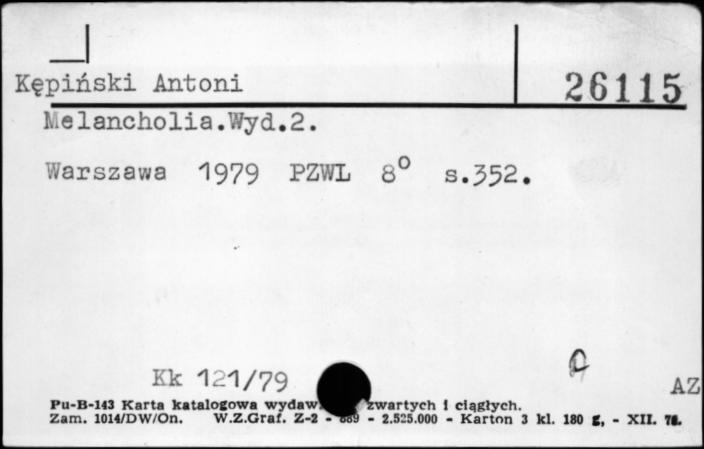 Kępiński Antoni 26115
Melancholia.Wyd.2.
Warszawa 1979 PZWL 8° s.352.
Kk 121/79
AZ
Pu-B-143 Karta katalogowa wydaw. zwartych i ciągłych.
Zam. 1014/DW/On. W.Z.Graf. Z-2 - 889 - 2.525.000 - Karton 3 kl. 180 g, - XII.